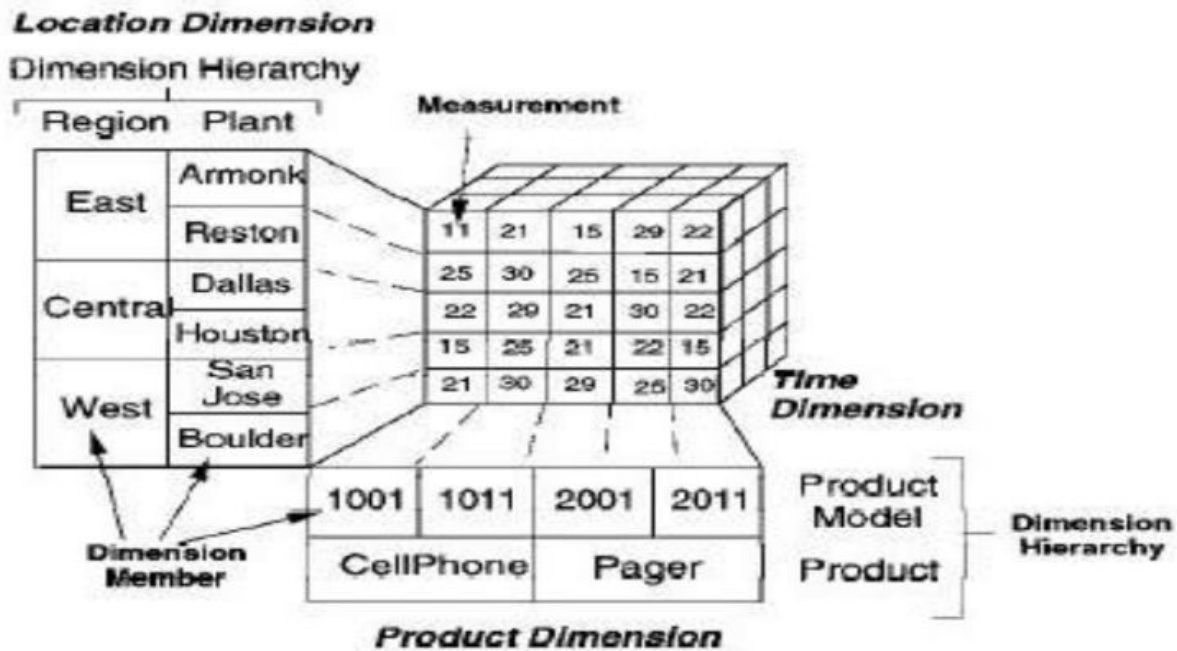 Location Dimension
Dimension Hierarchy
Region Plant
Measurement
East
Armonk
Reston
Central
Dallas
Houston
West
San
Jose
Boulder
11 21 15 29 22
25 30 25 15 21
22 29 21 30 22
15 25 21 22 15
21 30 29 25 30
Time
Dimension
1001 1011 2001 2011
CellPhone Pager
Product
Model
Product
Dimension
Hierarchy
Dimension
Member
Product Dimension